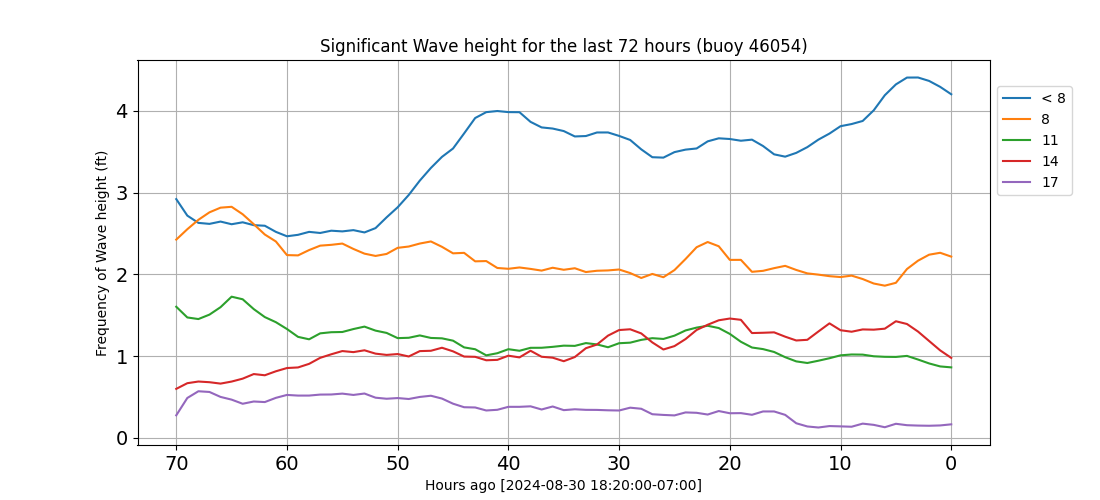 Significant Wave height for the last 72 hours (buoy 46054)
Frequency of Wave height (ft)
4
3
2
1
0
70 60 50 40 30 20 10 0
Hours ago [2024-08-30 18:20:00-07:00]
< 8
8
11
14
17